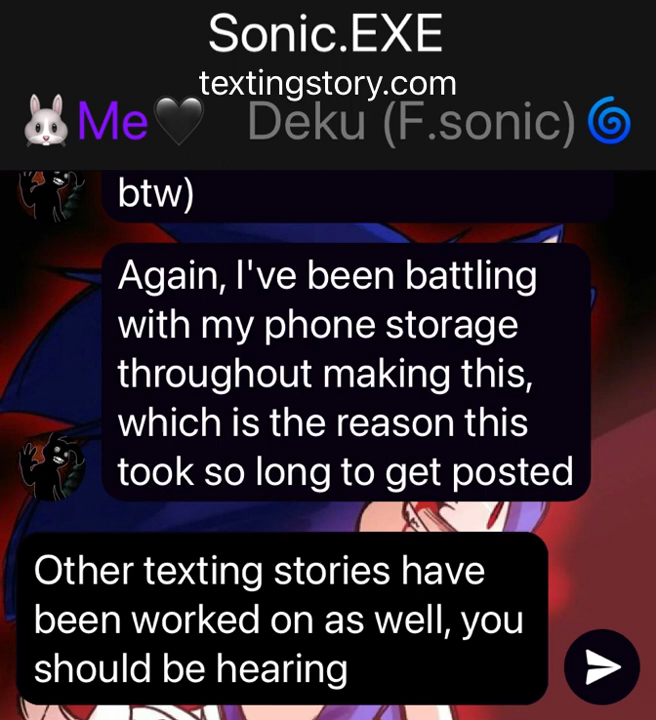 Sonic.EXE
textingstory.com
🐰Me🖤 Deku (F.sonic)🌀
btw)
Again, I've been battling
with my phone storage
throughout making this,
which is the reason this
took so long to get posted
Other texting stories have
been worked on as well, you
should be hearing